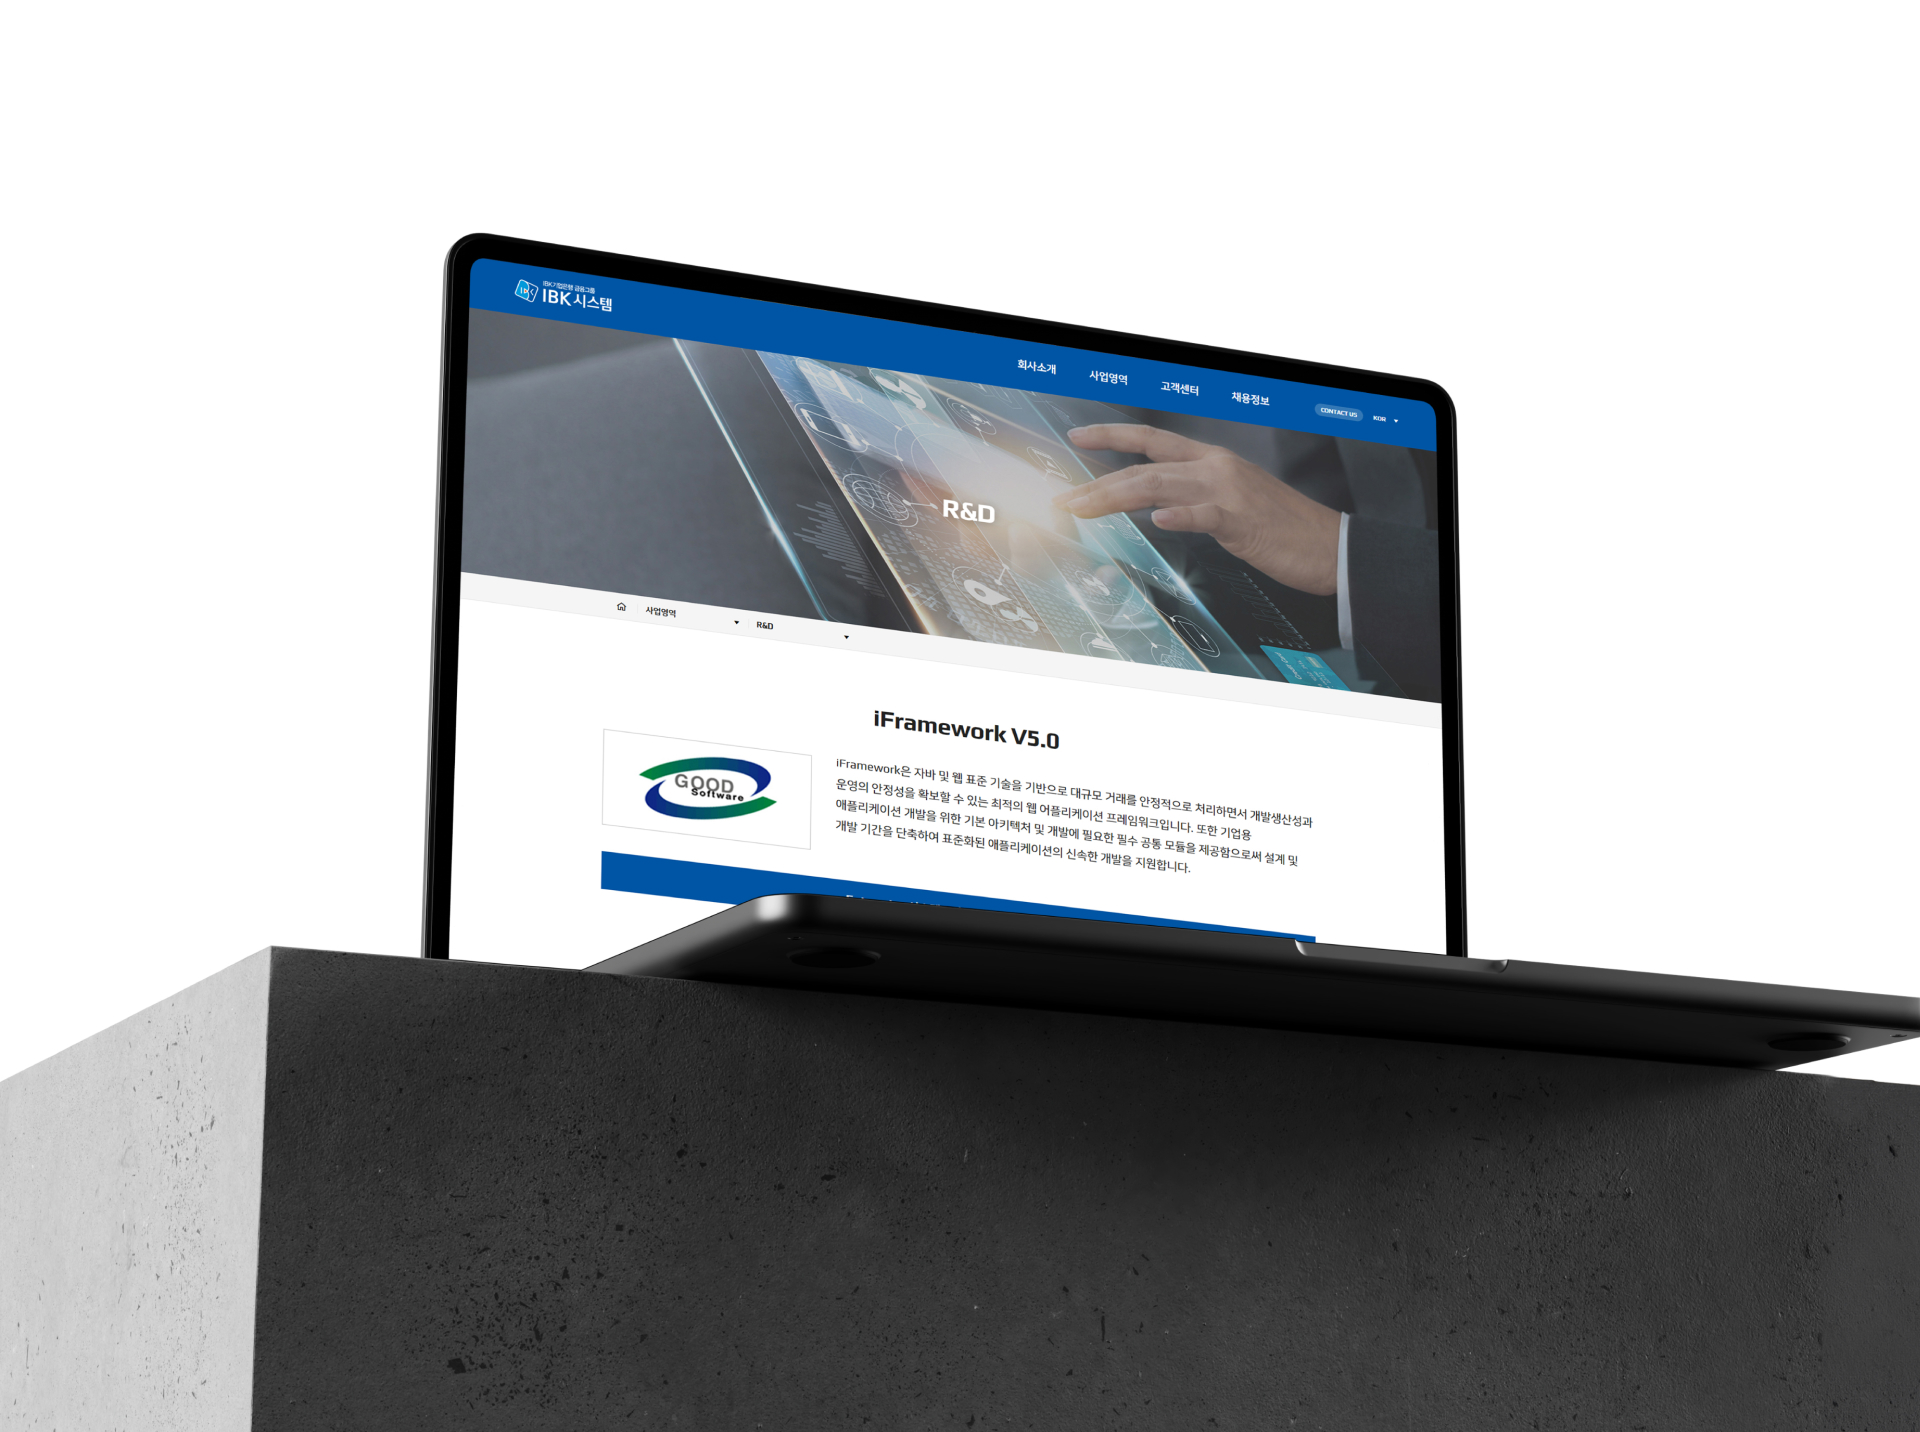 IBK기업은행 금융그룹
IBK시스템
회사소개
사업영역
고객센터
채용정보
CONTACT US
KOR
R&D
사업영역
R&D
iFramework V5.0
GOOD
Software
iFramework은 자바 및 웹 표준 기술을 기반으로 대규모 거래를 안정적으로 처리하면서 개발생산성과
운영의 안정성을 확보할 수 있는 최적의 웹 어플리케이션 프레임워크입니다. 또한 기업용
애플리케이션 개발을 위한 기본 아키텍처 및 개발에 필요한 필수 공통 모듈을 제공함으로써 설계 및
개발 기간을 단축하여 표준화된 애플리케이션의 신속한 개발을 지원합니다.